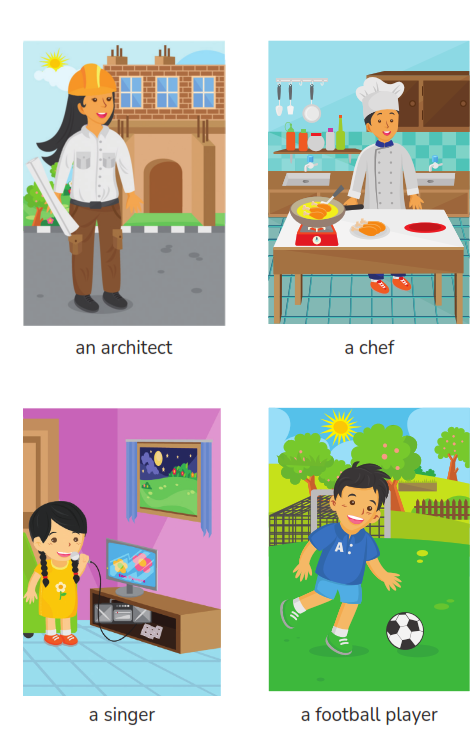 an architect
a chef
A
a singer
a football player